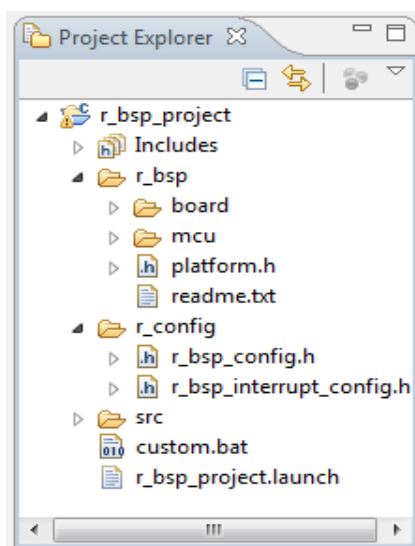 Project Explorer
r_bsp_project
Includes
r_bsp
board
mcu
platform.h
readme.txt
r_config
r_bsp_config.h
r_bsp_interrupt_config.h
src
custom.bat
r_bsp_project.launch